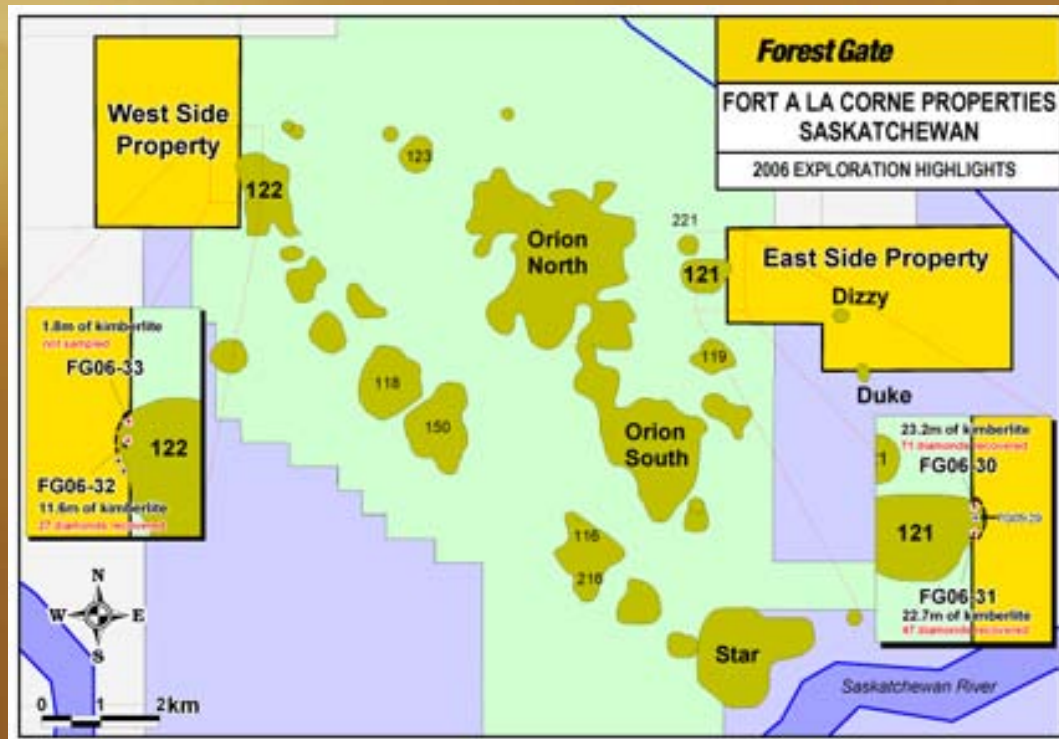 Forest Gate
FORT A LA CORNE PROPERTIES
SASKATCHEWAN
2006 EXPLORATION HIGHLIGHTS
West Side
Property
122
123
Orion
North
221
121
East Side Property
Dizzy
119
Duke
118
150
Orion
South
116
216
Star
Saskatchewan River
1.8m of kimberlite
not sampled
FG06-33
122
FG06-32
11.6m of kimberlite
27 diamonds recovered
23.2m of kimberlite
71 diamonds recovered
FG06-30
121
FG06-31
22.7m of kimberlite
47 diamonds recovered
N
W E
S
0 1 2km